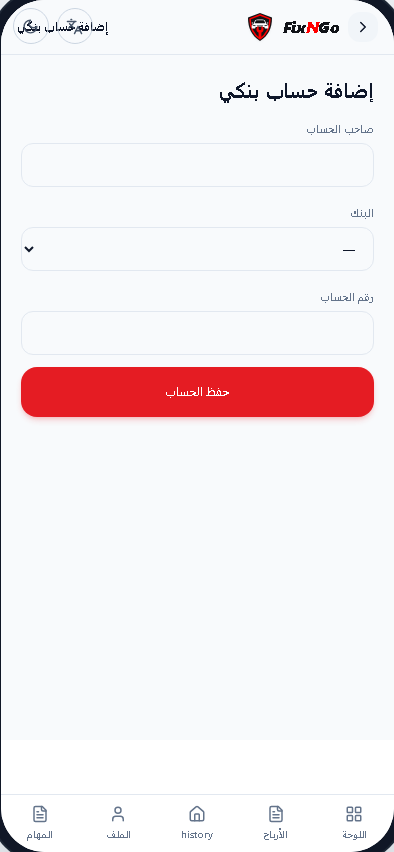 FixNGo
إضافة حساب بنكي
إضافة حساب بنكي
صاحب الحساب
البنك
—
رقم الحساب
حفظ الحساب
اللوحة
الأرباح
history
الملف
المهام